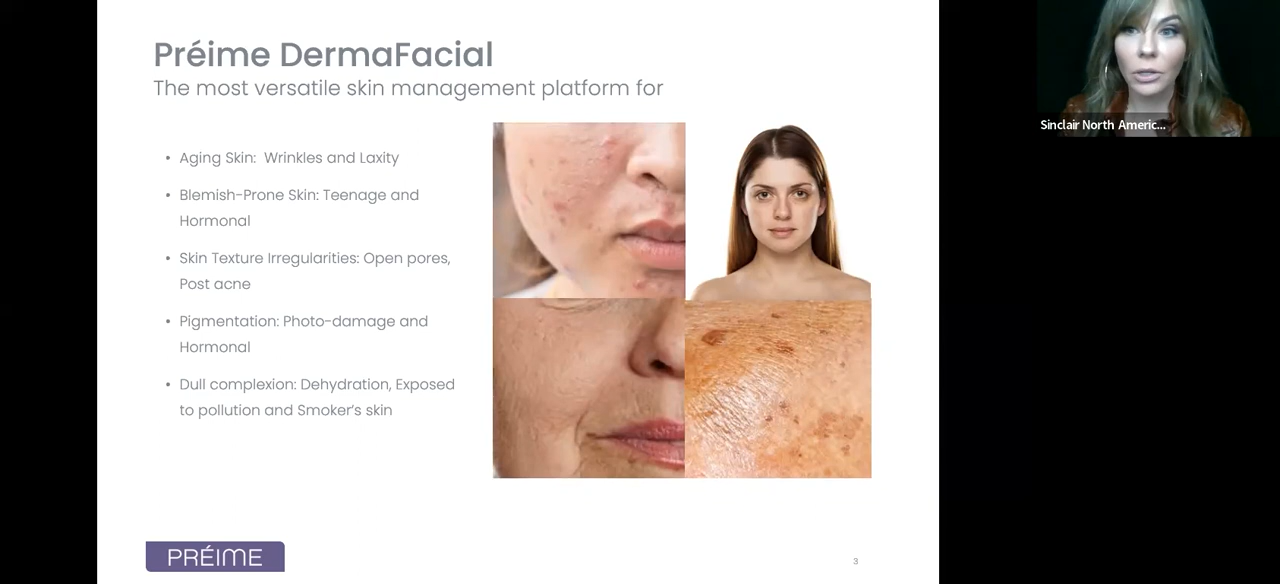 Préime DermaFacial
The most versatile skin management platform for
• Aging Skin: Wrinkles and Laxity
• Blemish-Prone Skin: Teenage and
Hormonal
• Skin Texture Irregularities: Open pores,
Post acne
• Pigmentation: Photo-damage and
Hormonal
• Dull complexion: Dehydration, Exposed
to pollution and Smoker's skin
PRÉIME
3
Sinclair North Americ...